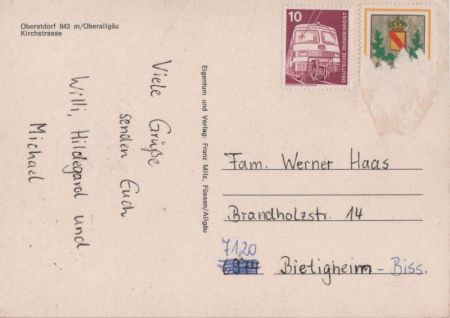 Oberstdorf 843 m/Oberallgäu
Kirchstrasse
Viele Grüße
senden Euch
Willi, Hildegard und
Michael
Eigentum und Verlag: Franz Milz, Füssen/Allgäu
10
DEUTSCHE BUNDESPOST
Fam. Werner Haas
Brandholzstr. 14
7120
Bietigheim - Biss.